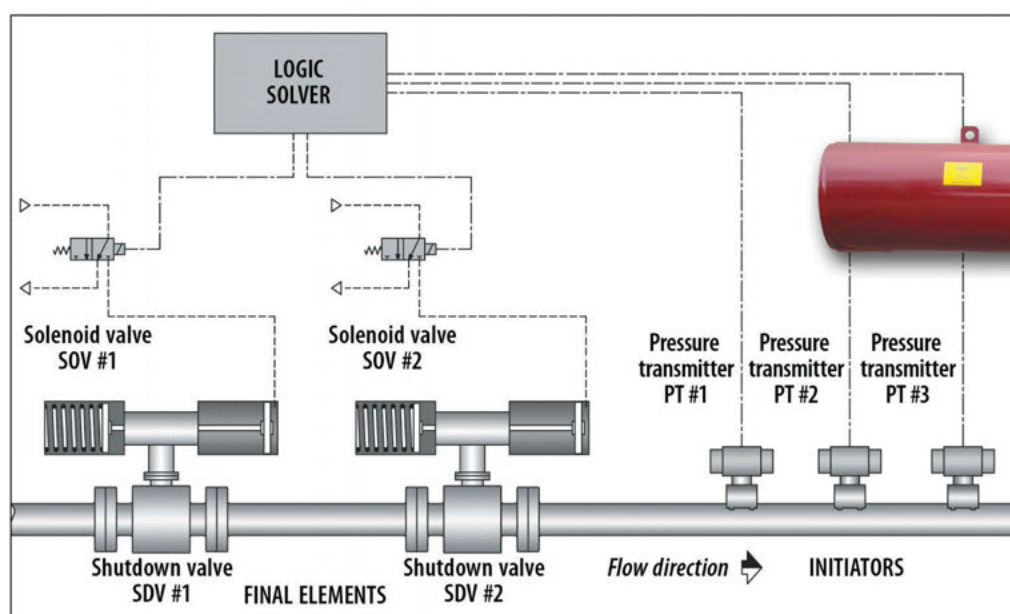 LOGIC
SOLVER
Solenoid valve
SOV #1
Solenoid valve
SOV #2
Pressure
transmitter
PT #1
Pressure
transmitter
PT #2
Pressure
transmitter
PT #3
Shutdown valve
SDV #1
FINAL ELEMENTS
Shutdown valve
SDV #2
Flow direction
INITIATORS